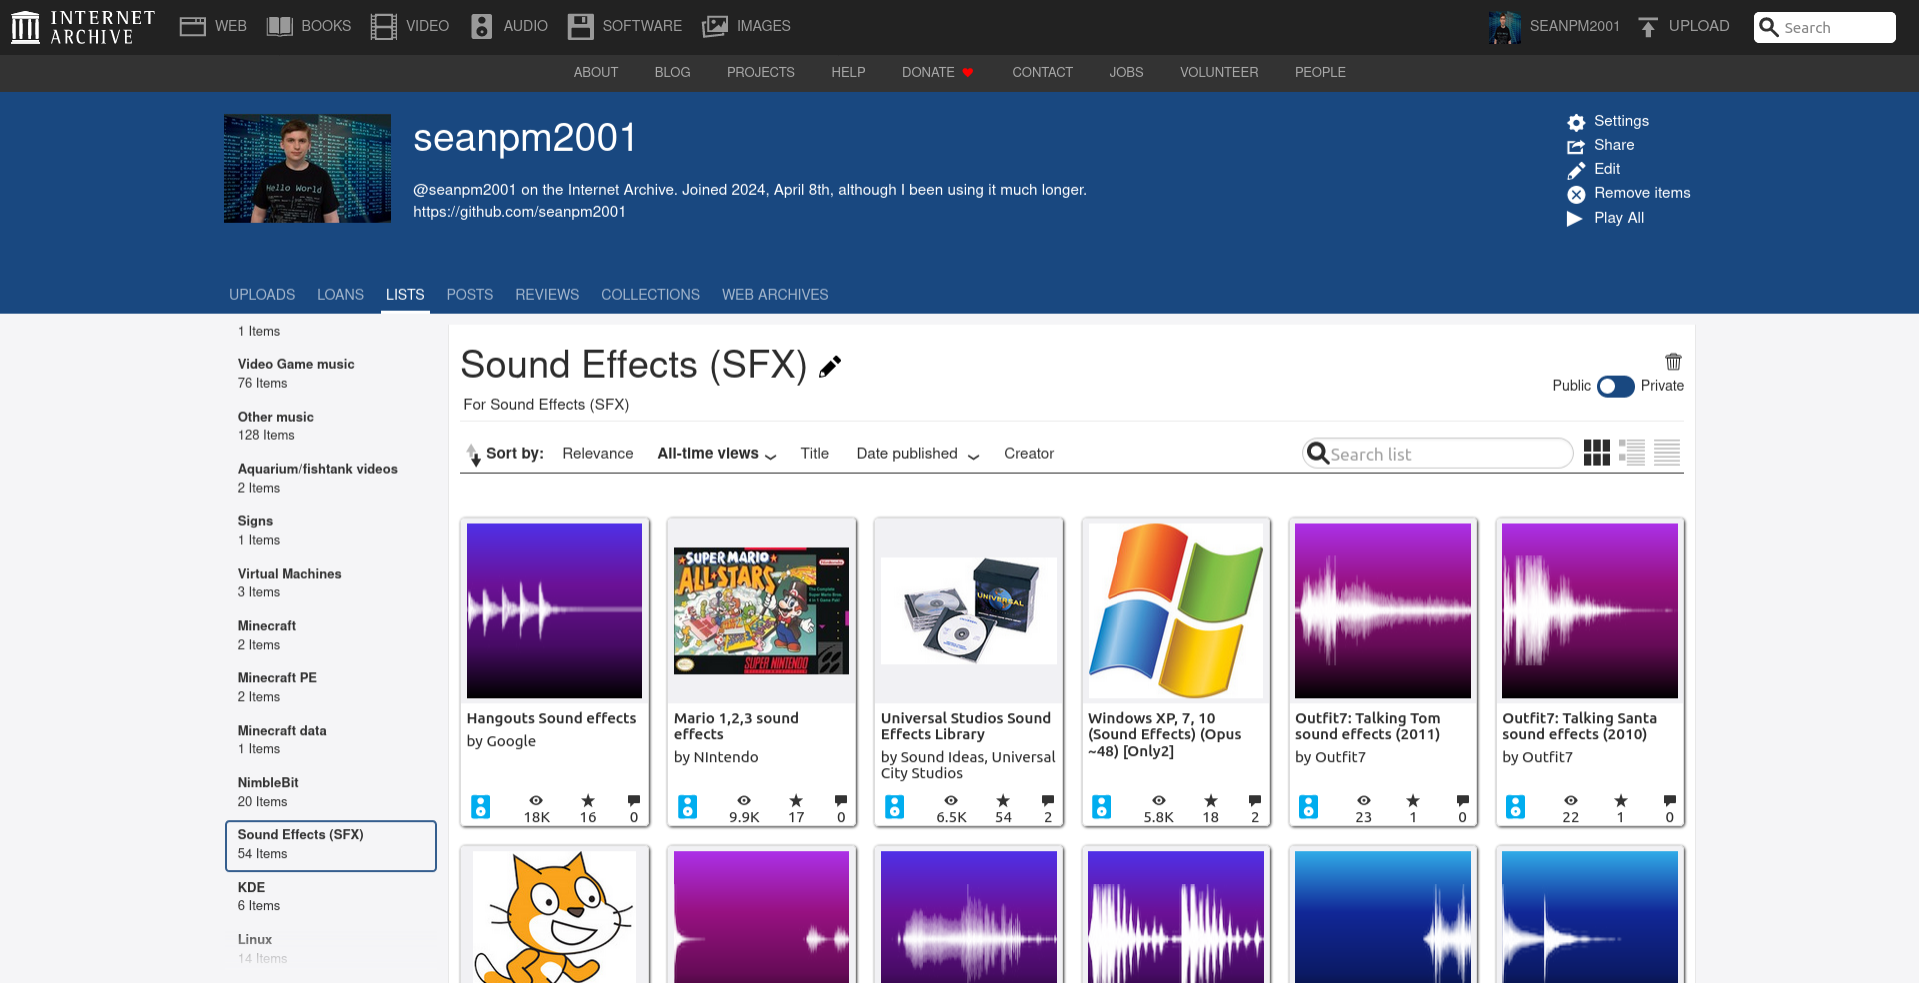 INTERNET ARCHIVE
WEB
BOOKS
VIDEO
AUDIO
SOFTWARE
IMAGES
SEANPM2001
UPLOAD
Search
ABOUT
BLOG
PROJECTS
HELP
DONATE
CONTACT
JOBS
VOLUNTEER
PEOPLE
Hello World
seanpm2001
@seanpm2001 on the Internet Archive. Joined 2024, April 8th, although I been using it much longer.
https://github.com/seanpm2001
Settings
Share
Edit
Remove items
Play All
UPLOADS
LOANS
LISTS
POSTS
REVIEWS
COLLECTIONS
WEB ARCHIVES
1 Items
Video Game music
76 Items
Other music
128 Items
Aquarium/fishtank videos
2 Items
Signs
1 Items
Virtual Machines
3 Items
Minecraft
2 Items
Minecraft PE
2 Items
Minecraft data
1 Items
NimbleBit
20 Items
Sound Effects (SFX)
54 Items
KDE
6 Items
Linux
14 Items
Sound Effects (SFX)
For Sound Effects (SFX)
Public
Private
Sort by:
Relevance
All-time views
Title
Date published
Creator
Search list
Hangouts Sound effects
by Google
18K
16
0
SUPER MARIO
ALL-STARS
SUPER NINTENDO
Mario 1,2,3 sound
effects
by NIntendo
9.9K
17
0
UNIVERSAL
Universal Studios Sound
Effects Library
by Sound Ideas, Universal
City Studios
6.5K
54
2
Windows XP, 7, 10
(Sound Effects) (Opus
~48) [Only2]
5.8K
18
2
Outfit7: Talking Tom
sound effects (2011)
by Outfit7
23
1
0
Outfit7: Talking Santa
sound effects (2010)
by Outfit7
22
1
0